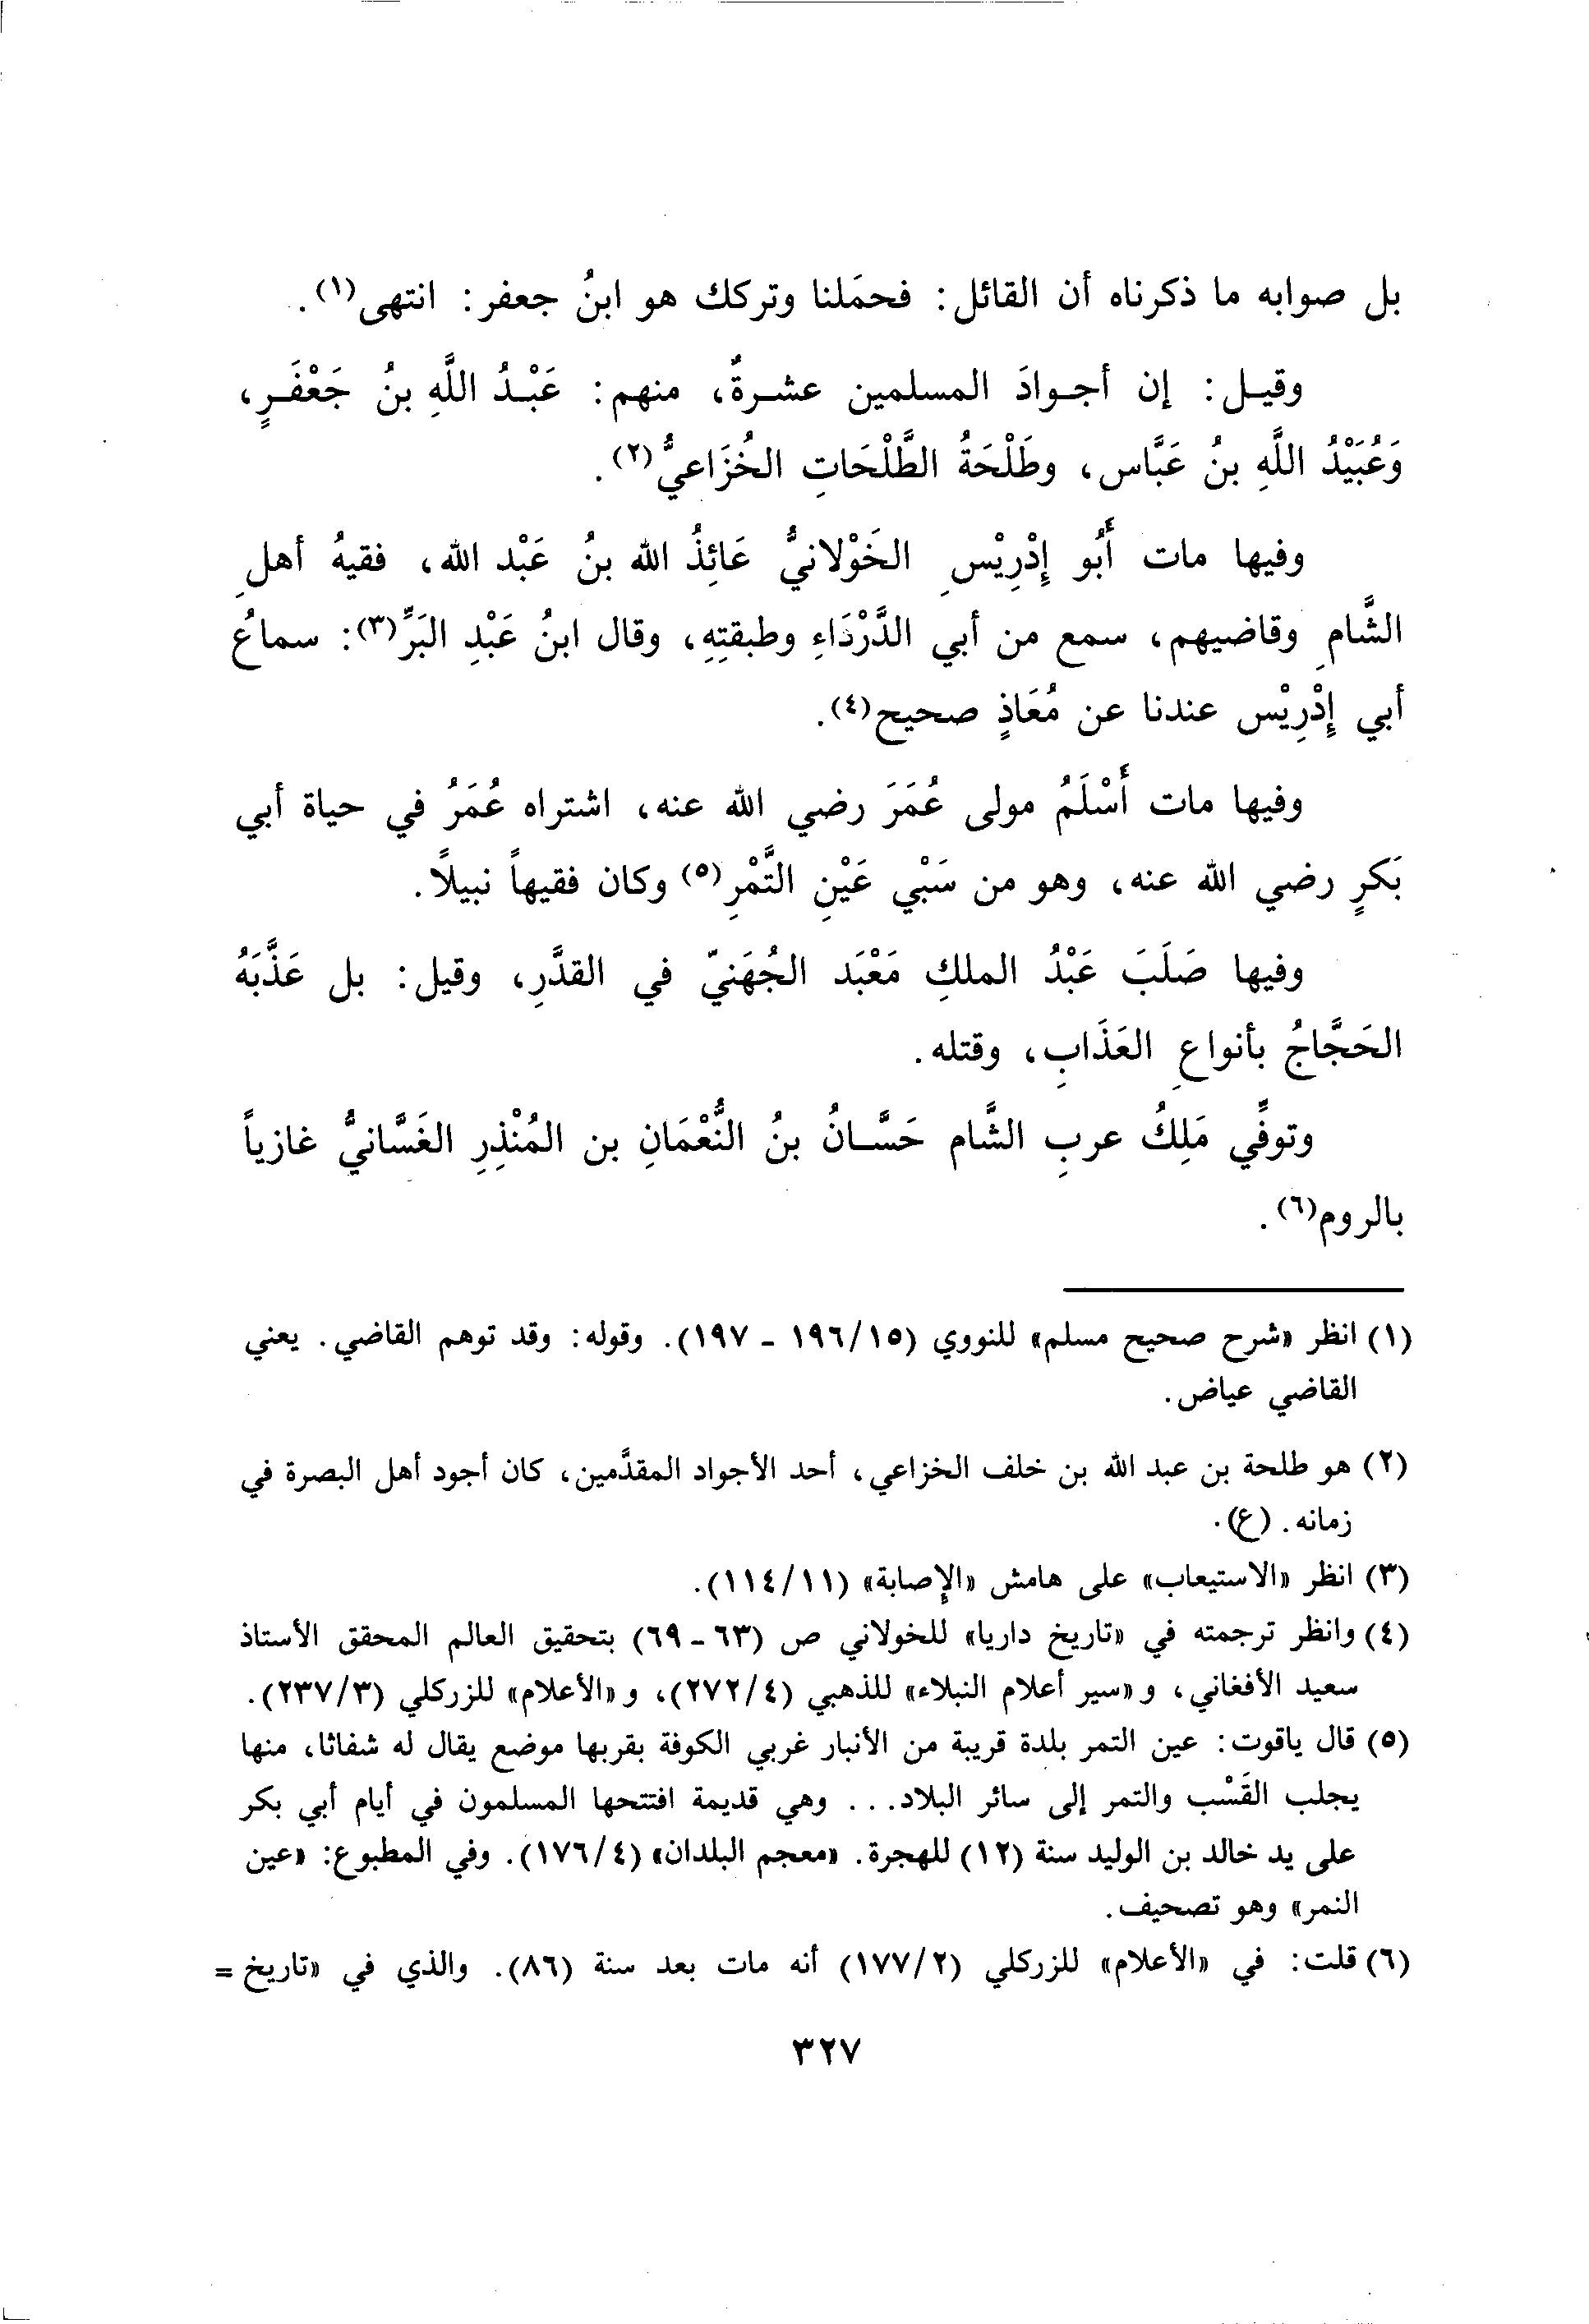 بل صوابه ما ذكرناه أن القائل: فحمَلنا وتركك هو ابنُ جعفر: انتهى(١).
وقيل: إن أجوادَ المسلمين عشرةٌ، منهم: عَبْدُ اللَّهِ بنُ جَعْفَرٍ،
وَعُبَيْدُ اللَّهِ بنُ عَبَّاس، وطَلْحَةُ الطَّلْحَاتِ الخُزَاعيُّ(٢).
وفيها مات أَبُو إِدْرِيْسِ الخَوْلانيُّ عَائِذُ الله بنُ عَبْد الله، فقيهُ أهلِ
الشَّامِ وقاضيهم، سمع من أبي الدَّرْدَاءِ وطبقتِهِ، وقال ابنُ عَبْدِ البَرِّ(٣): سماعُ
أبي إِدْرِيْس عندنا عن مُعَاذٍ صحيح(٤).
وفيها مات أَسْلَمُ مولى عُمَرَ رضي الله عنه، اشتراه عُمَرُ في حياة أبي
بَكرٍ رضي الله عنه، وهو من سَبْي عَيْنِ التَّمْرِ(٥) وكان فقيهاً نبيلاً.
وفيها صَلَبَ عَبْدُ الملكِ مَعْبَد الجُهَنيّ في القدَّرِ، وقيل: بل عَذَّبَهُ
الحَجَّاجُ بأنواعِ العَذَابِ، وقتله.
وتوفِّي مَلِكُ عربِ الشَّام حَسَّانُ بنُ النُّعْمَانِ بن المُنْذِرِ الغَسَّانيُّ غازياً
بالروم(٦).
(١) انظر «شرح صحيح مسلم» للنووي (١٥/١٩٦ - ١٩٧). وقوله: وقد توهم القاضي. يعني
القاضي عياض.
(٢) هو طلحة بن عبد الله بن خلف الخزاعي، أحد الأجواد المقدَّمين، كان أجود أهل البصرة في
زمانه. (ع).
(٣) انظر «الاستيعاب» على هامش «الإصابة» (١١/١١٤).
(٤) وانظر ترجمته في «تاريخ داريا» للخولاني ص (٦٣ - ٦٩) بتحقيق العالم المحقق الأستاذ
سعيد الأفغاني، و «سير أعلام النبلاء» للذهبي (٤/٢٧٢)، و «الأعلام» للزركلي (٣/٢٣٧).
(٥) قال ياقوت: عين التمر بلدة قريبة من الأنبار غربي الكوفة بقربها موضع يقال له شفاثا، منها
يجلب القَسْب والتمر إلى سائر البلاد... وهي قديمة افتتحها المسلمون في أيام أبي بكر
على يد خالد بن الوليد سنة (١٢) للهجرة. «معجم البلدان» (٤/١٧٦). وفي المطبوع: «عين
النمر» وهو تصحيف.
(٦) قلت: في «الأعلام» للزركلي (٢/١٧٧) أنه مات بعد سنة (٨٦). والذي في «تاريخ =
٣٢٧